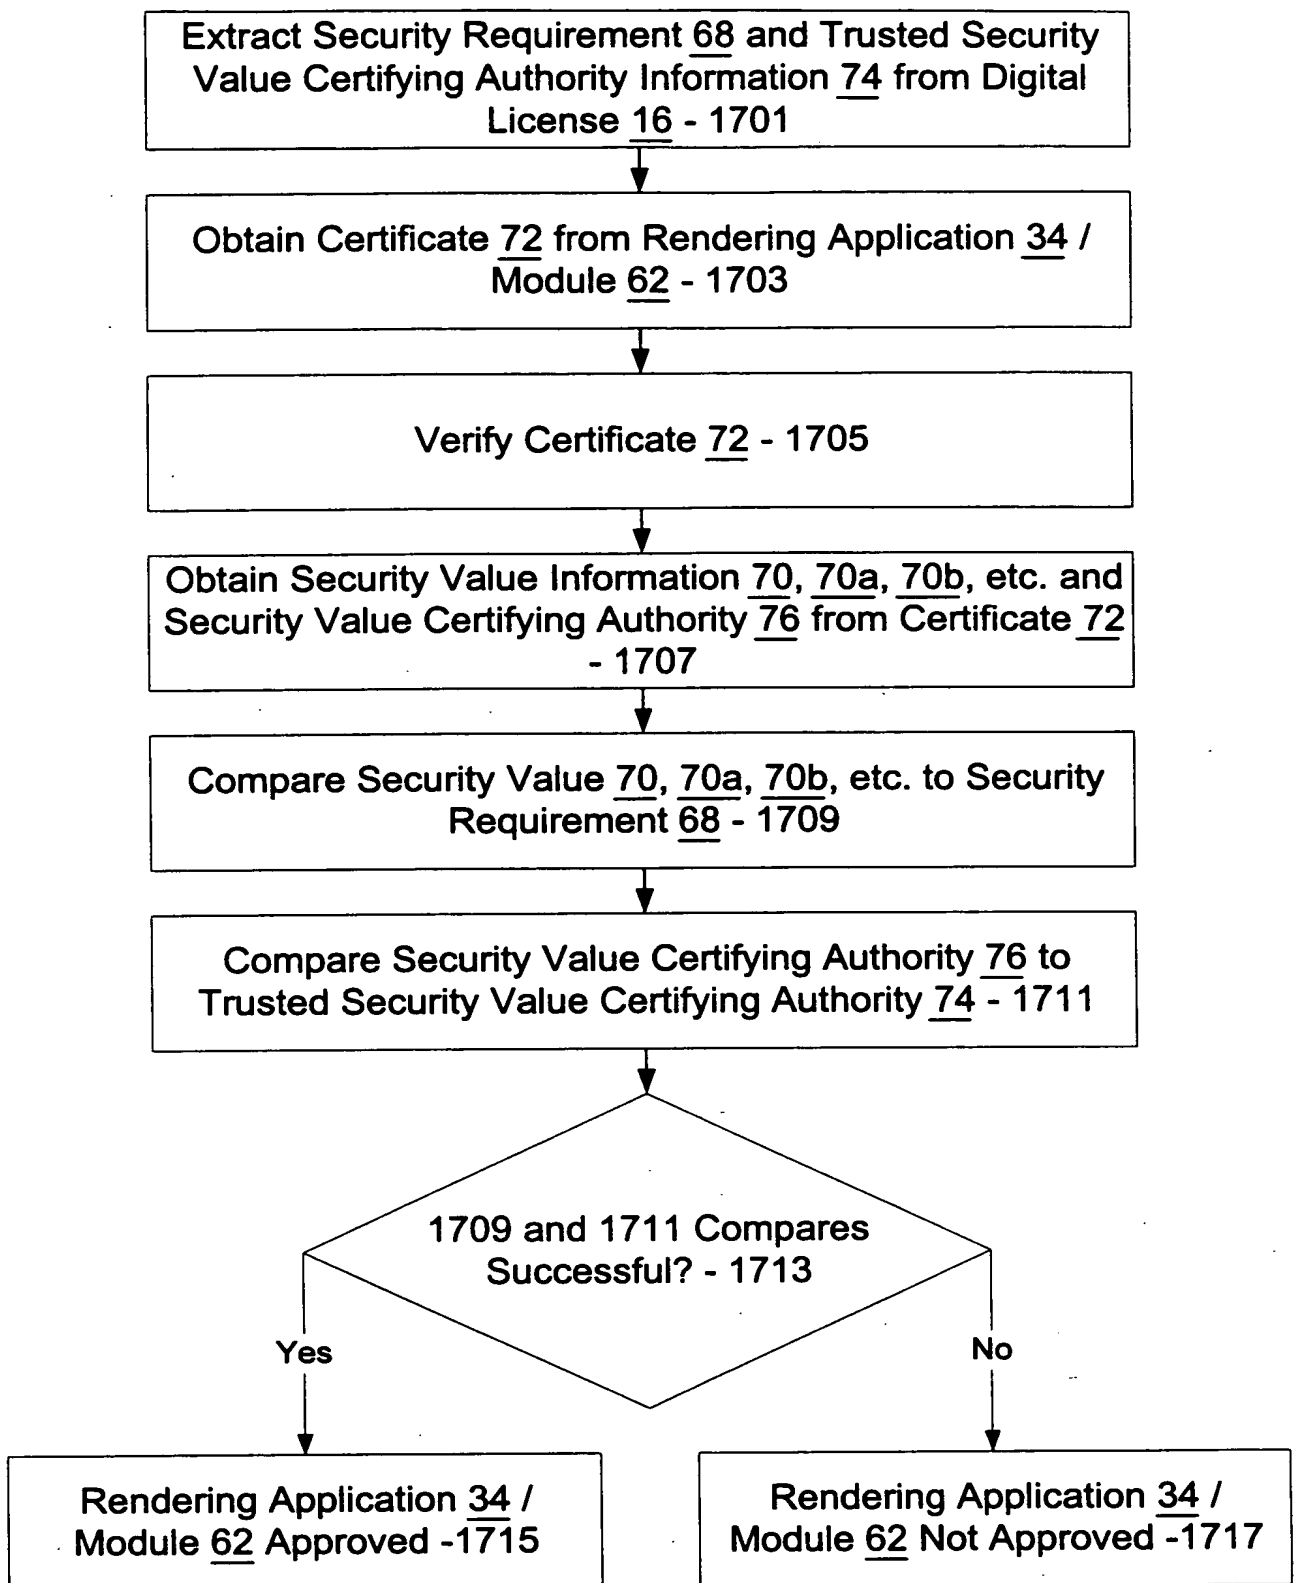 Extract Security Requirement 68 and Trusted Security
Value Certifying Authority Information 74 from Digital
License 16 - 1701
Obtain Certificate 72 from Rendering Application 34 /
Module 62 - 1703
Verify Certificate 72 - 1705
Obtain Security Value Information 70, 70a, 70b, etc. and
Security Value Certifying Authority 76 from Certificate 72
- 1707
Compare Security Value 70, 70a, 70b, etc. to Security
Requirement 68 - 1709
Compare Security Value Certifying Authority 76 to
Trusted Security Value Certifying Authority 74 - 1711
1709 and 1711 Compares
Successful? - 1713
Yes
No
Rendering Application 34 /
Module 62 Approved -1715
Rendering Application 34 /
Module 62 Not Approved -1717